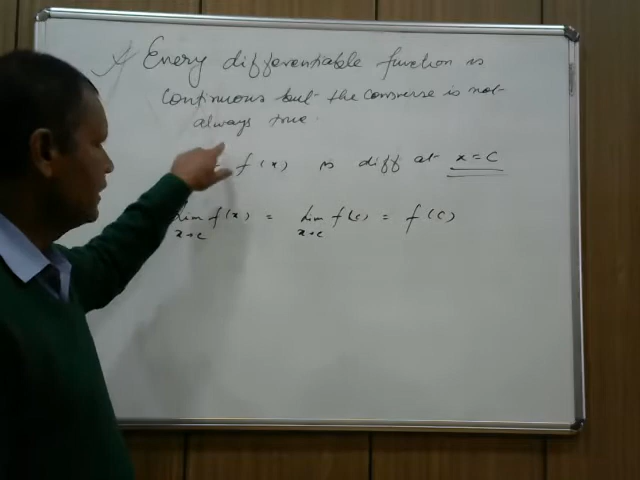 Every differentiable function is
continuous but the converse is not
always true.
f(x) is diff at x=c
lim f(x) = lim f(c) = f(c)
x→c x→c